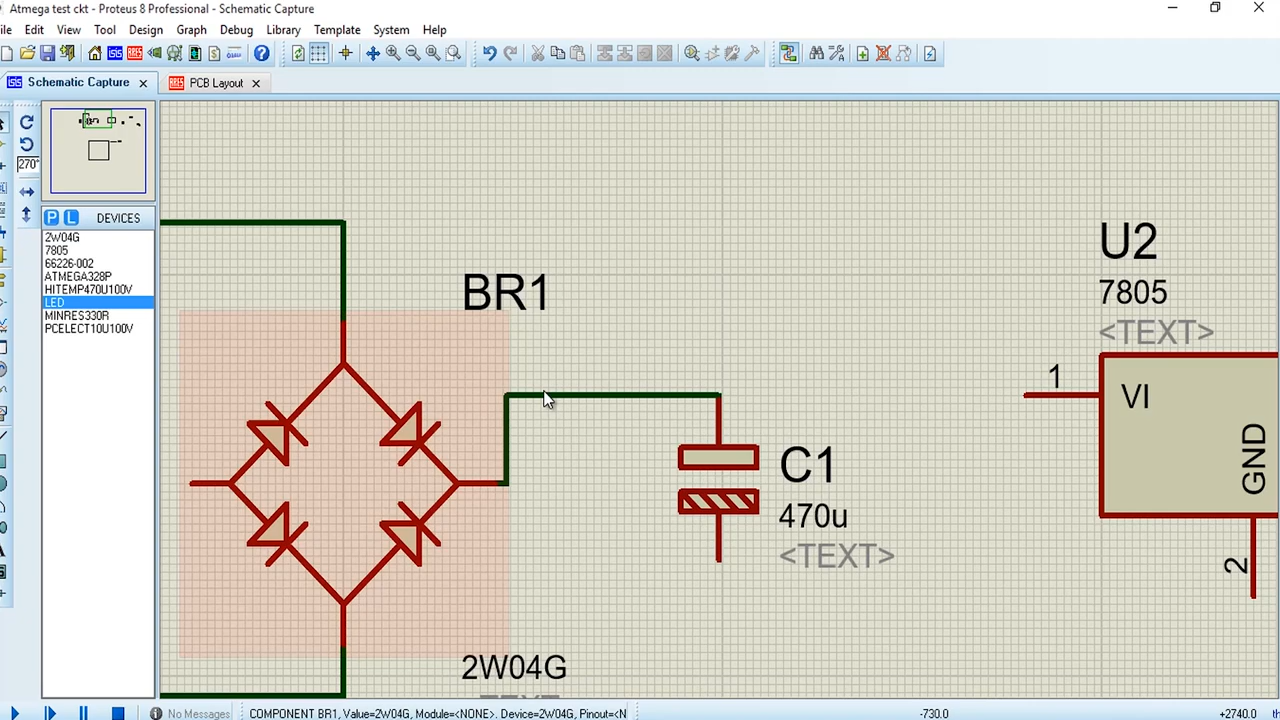 Atmega test ckt - Proteus 8 Professional - Schematic Capture
ile Edit View Tool Design Graph Debug Library Template System Help
Schematic Capture PCB Layout
270°
P L DEVICES
2W04G
7805
66226-002
ATMEGA328P
HITEMP470U100V
LED
MINRES330R
PCELECT10U100V
BR1
2W04G
C1
470u
<TEXT>
U2
7805
<TEXT>
1
VI
GND
2
No Messages COMPONENT BR1, Value=2W04G, Module=<NONE>. Device=2W04G, Pinout=<N -730.0 +2740.0 th